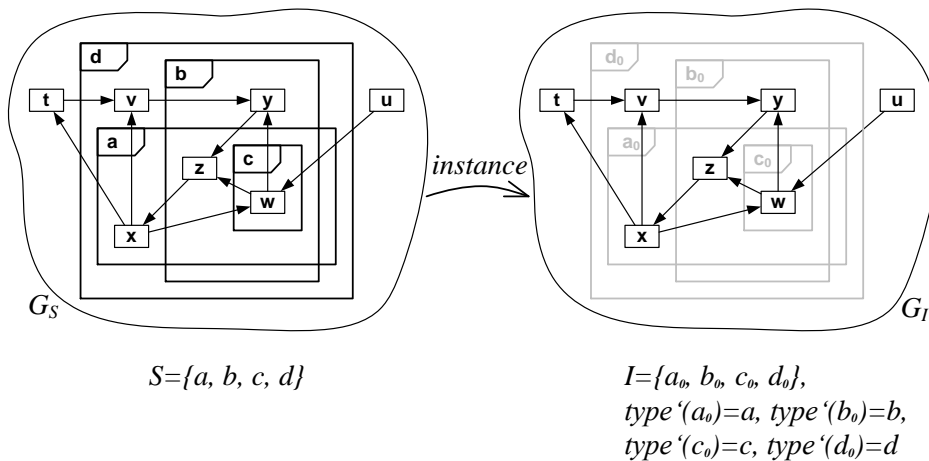 d
b
t
v
y
u
a
c
z
w
x
G_S
instance
d₀
b₀
t
v
y
u
a₀
c₀
z
w
x
G_I
S={a, b, c, d}
I={a₀, b₀, c₀, d₀},
type‘(a₀)=a, type‘(b₀)=b,
type‘(c₀)=c, type‘(d₀)=d